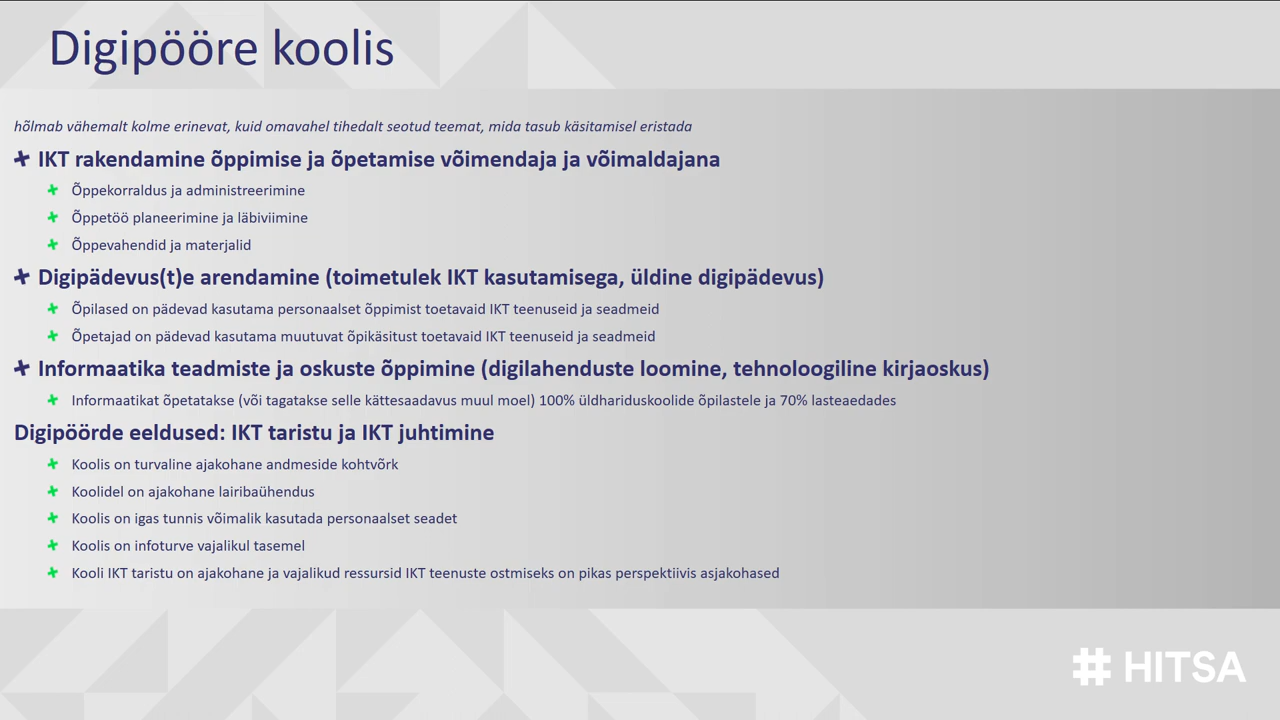 Digipööre koolis
hõlmab vähemalt kolme erinevat, kuid omavahel tihedalt seotud teemat, mida tasub käsitamisel eristada
IKT rakendamine õppimise ja õpetamise võimendaja ja võimaldajana
Õppekorraldus ja administreerimine
Õppetöö planeerimine ja läbiviimine
Õppevahendid ja materjalid
Digipädevus(t)e arendamine (toimetulek IKT kasutamisega, üldine digipädevus)
Õpilased on pädevad kasutama personaalset õppimist toetavaid IKT teenuseid ja seadmeid
Õpetajad on pädevad kasutama muutuvat õpikäsitust toetavaid IKT teenuseid ja seadmeid
Informaatika teadmiste ja oskuste õppimine (digilahenduste loomine, tehnoloogiline kirjaoskus)
Informaatikat õpetatakse (või tagatakse selle kättesaadavus muul moel) 100% üldhariduskoolide õpilastele ja 70% lasteaedades
Digipöörde eeldused: IKT taristu ja IKT juhtimine
Koolis on turvaline ajakohane andmeside kohtvõrk
Koolidel on ajakohane lairibaühendus
Koolis on igas tunnis võimalik kasutada personaalset seadet
Koolis on infoturve vajalikul tasemel
Kooli IKT taristu on ajakohane ja vajalikud ressursid IKT teenuste ostmiseks on pikas perspektiivis asjakohased
# HITSA